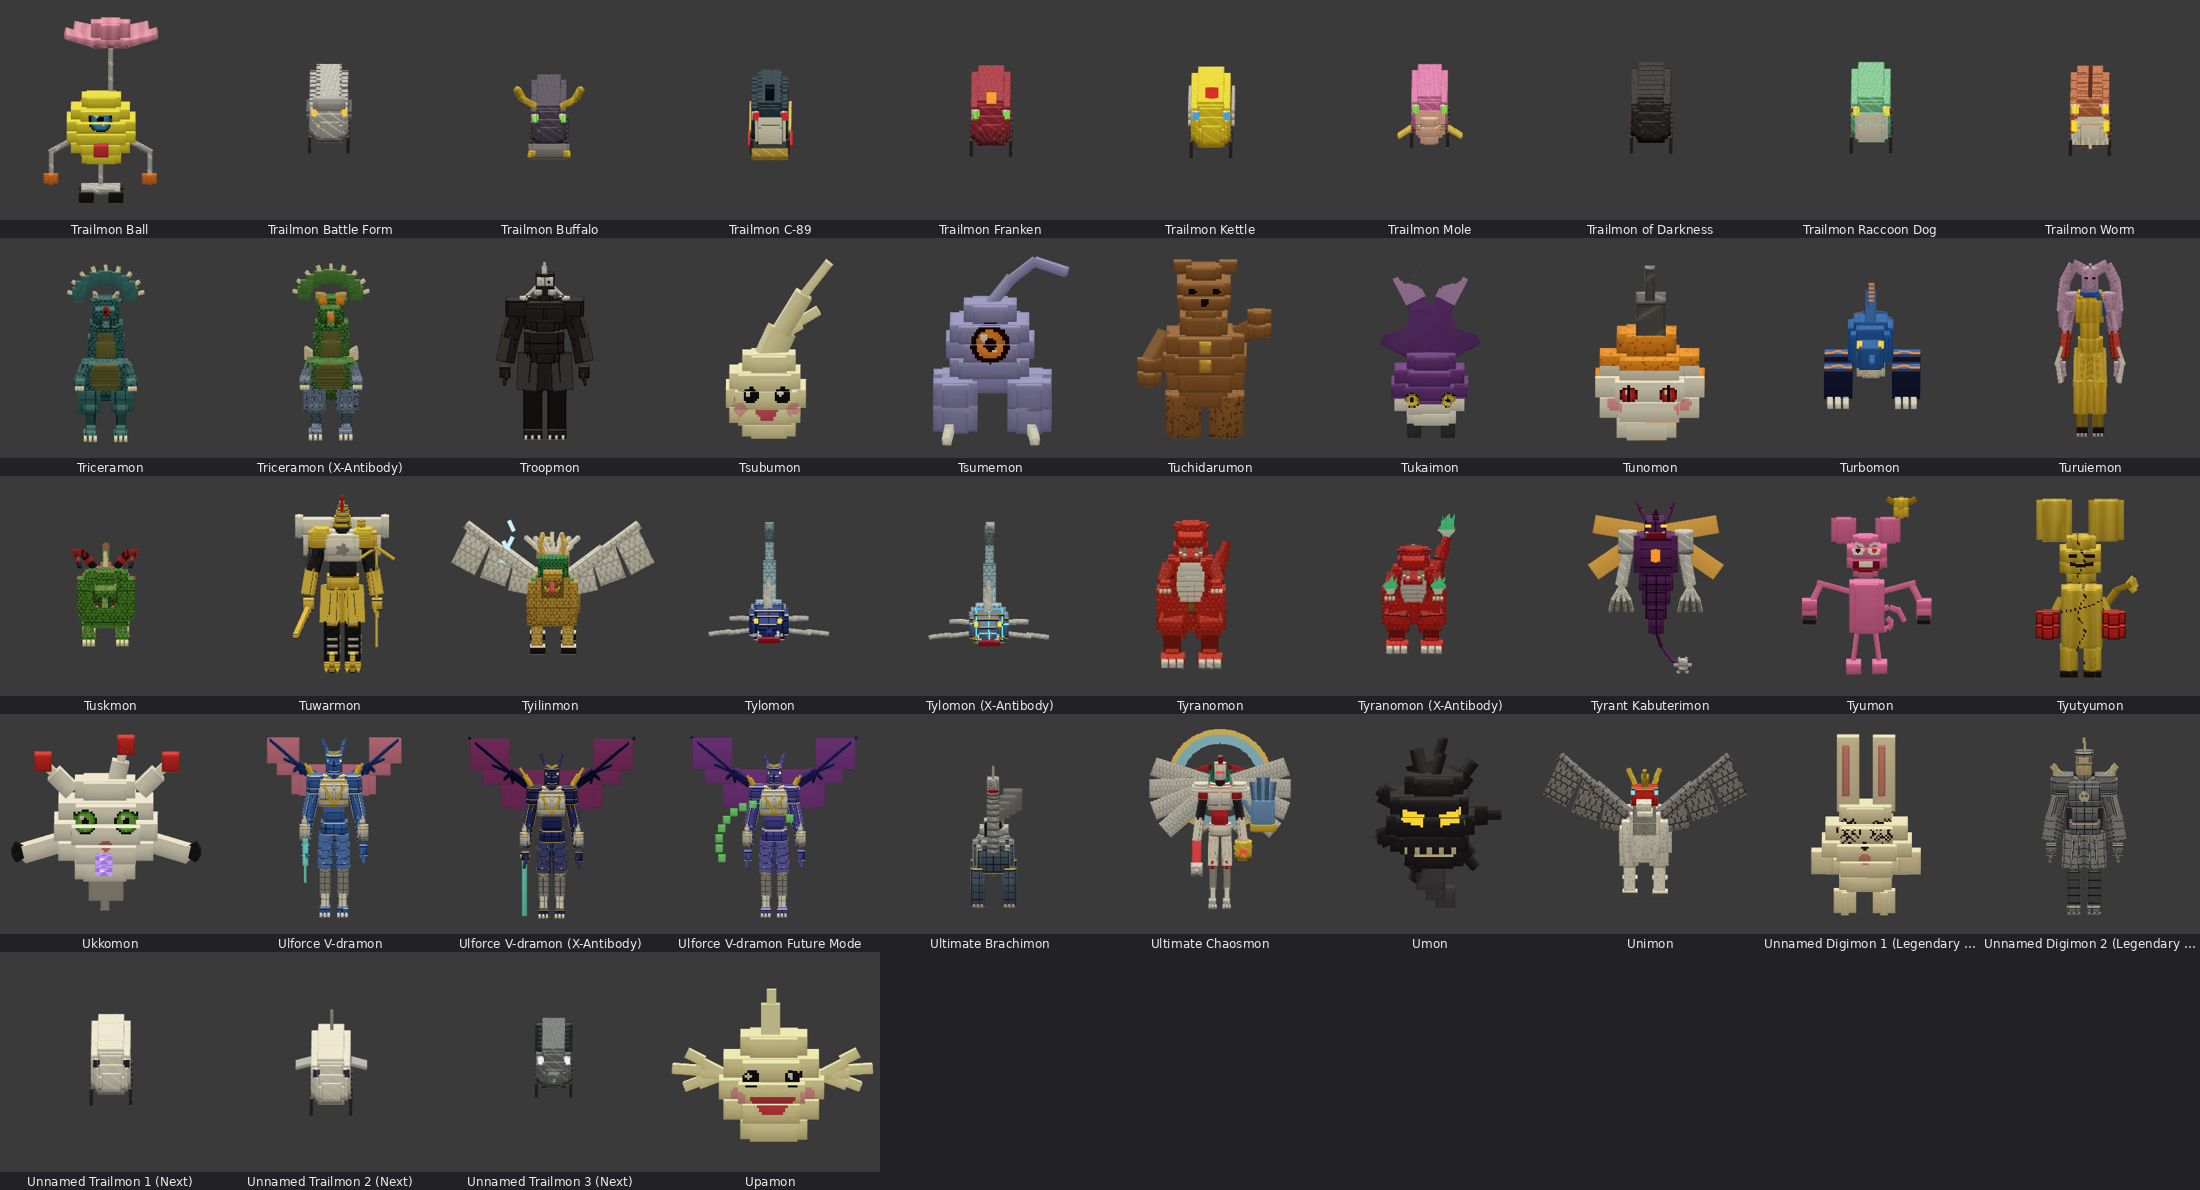 Trailmon Ball
Trailmon Battle Form
Trailmon Buffalo
Trailmon C-89
Trailmon Franken
Trailmon Kettle
Trailmon Mole
Trailmon of Darkness
Trailmon Raccoon Dog
Trailmon Worm
Triceramon
Triceramon (X-Antibody)
Troopmon
Tsubumon
Tsumemon
Tuchidarumon
Tukaimon
Tunomon
Turbomon
Turuiemon
Tuskmon
Tuwarmon
Tyilinmon
Tylomon
Tylomon (X-Antibody)
Tyranomon
Tyranomon (X-Antibody)
Tyrant Kabuterimon
Tyumon
Tyutyumon
Ukkomon
Ulforce V-dramon
Ulforce V-dramon (X-Antibody)
Ulforce V-dramon Future Mode
Ultimate Brachimon
Ultimate Chaosmon
Umon
Unimon
Unnamed Digimon 1 (Legendary ...
Unnamed Digimon 2 (Legendary ...
Unnamed Trailmon 1 (Next)
Unnamed Trailmon 2 (Next)
Unnamed Trailmon 3 (Next)
Upamon